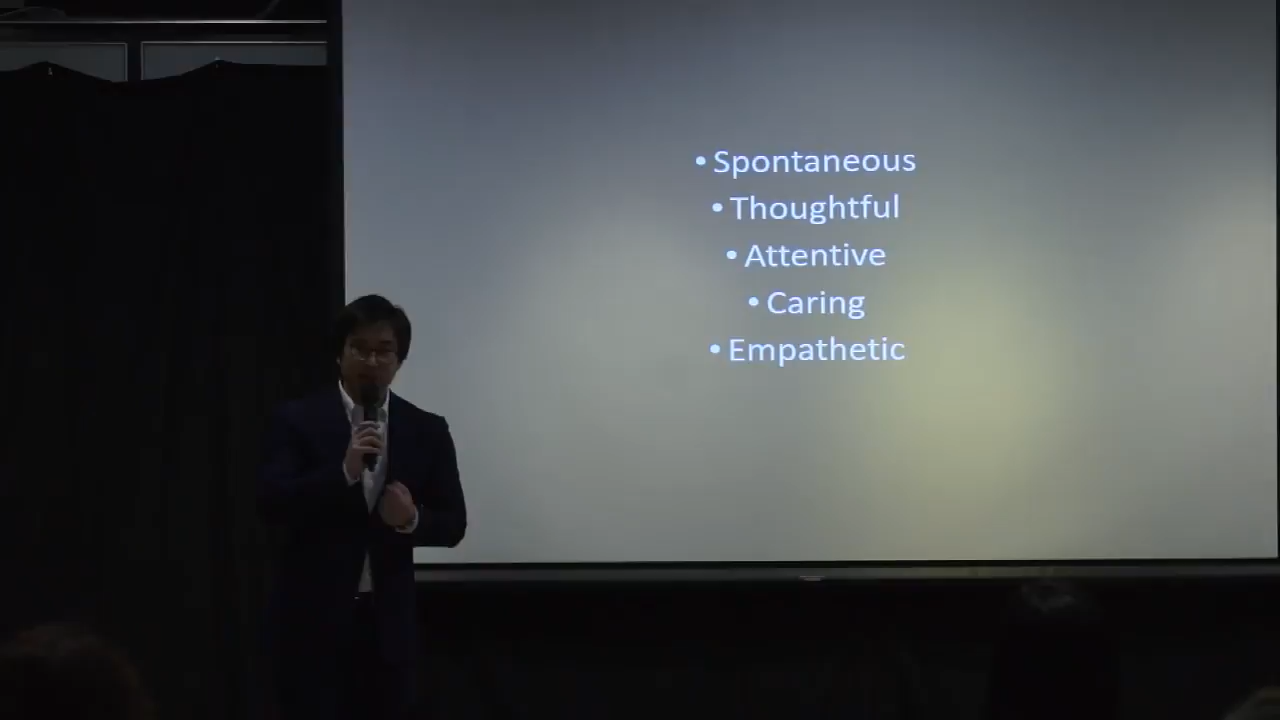 • Spontaneous
• Thoughtful
• Attentive
• Caring
• Empathetic